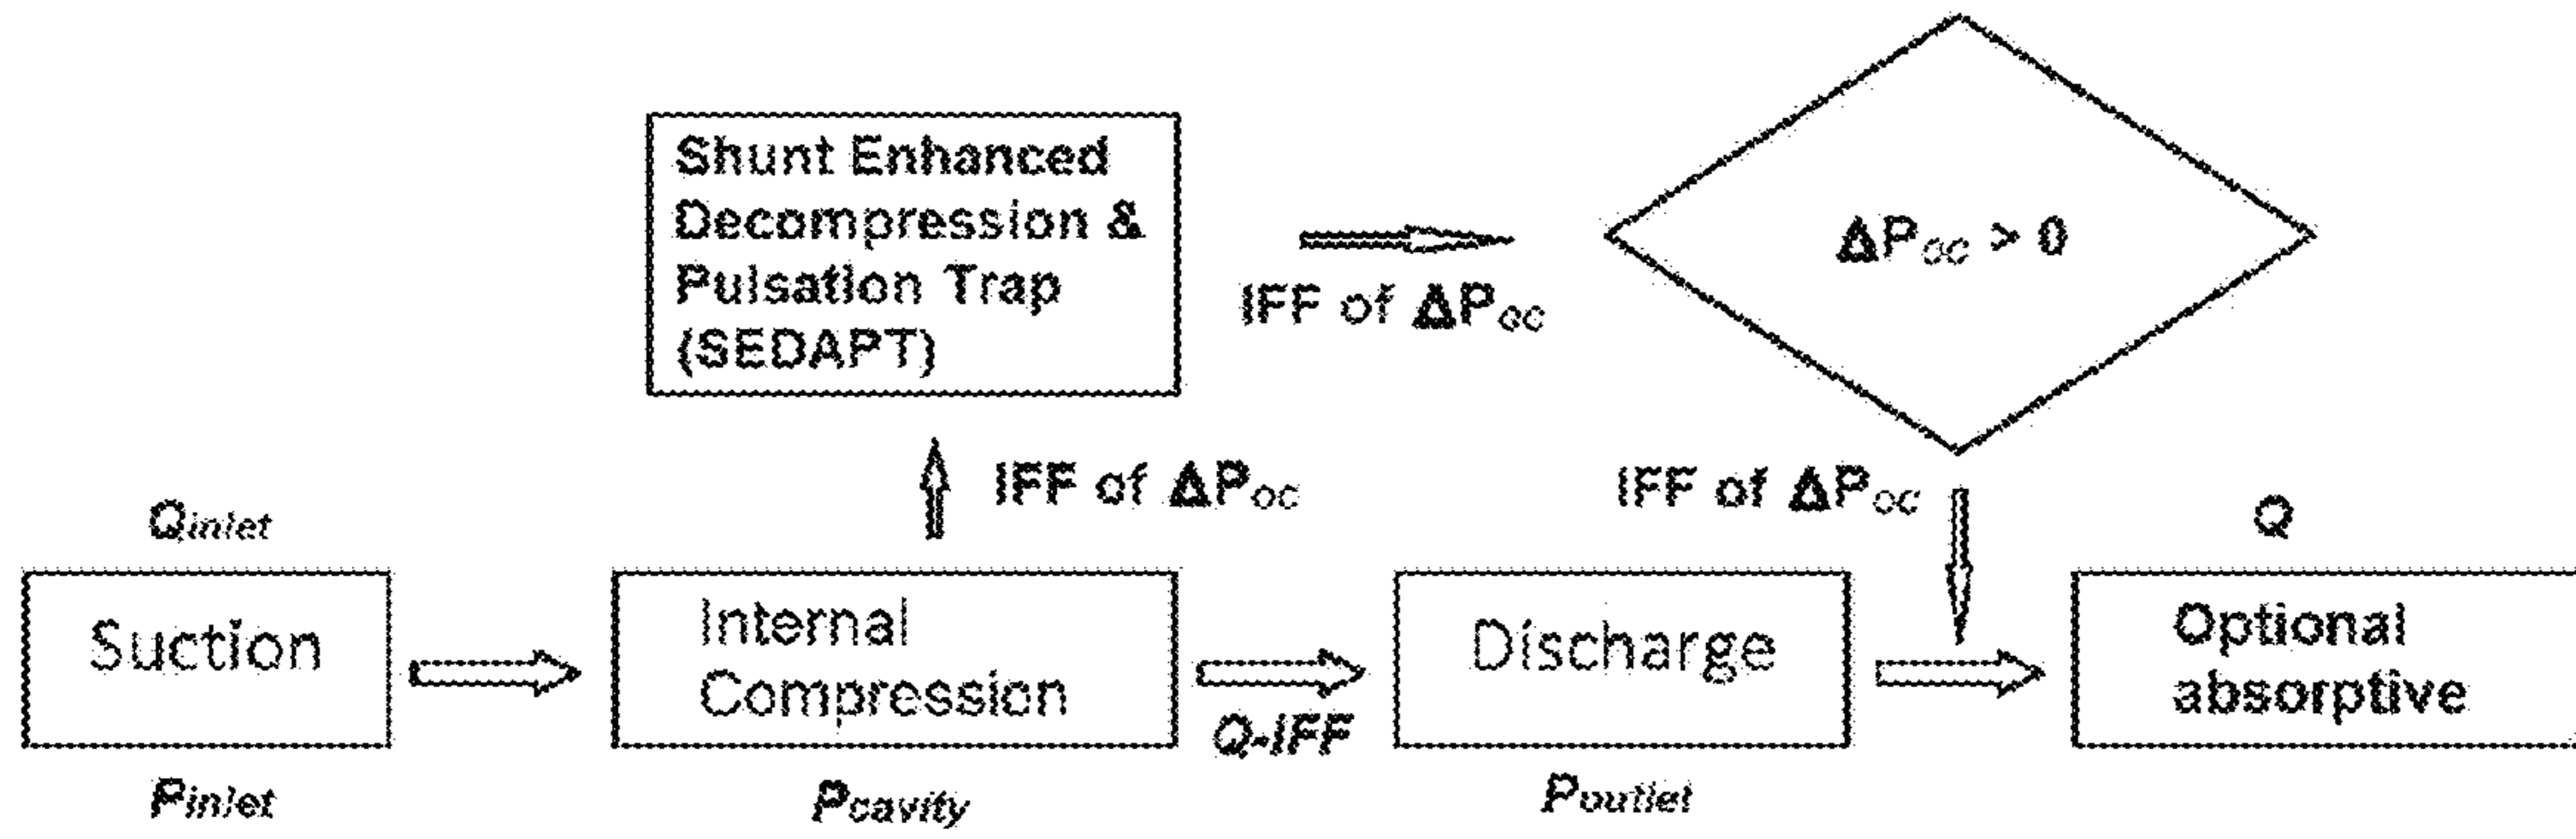 Shunt Enhanced
Decompression &
Pulsation Trap
(SEDAPT)
IFF of ΔPoc
ΔPoc > 0
IFF of ΔPoc
IFF of ΔPoc
Qinlet
Q
Suction
Internal
Compression
Q-IFF
Discharge
Optional
absorptive
Pinlet
Pcavity
Poutlet